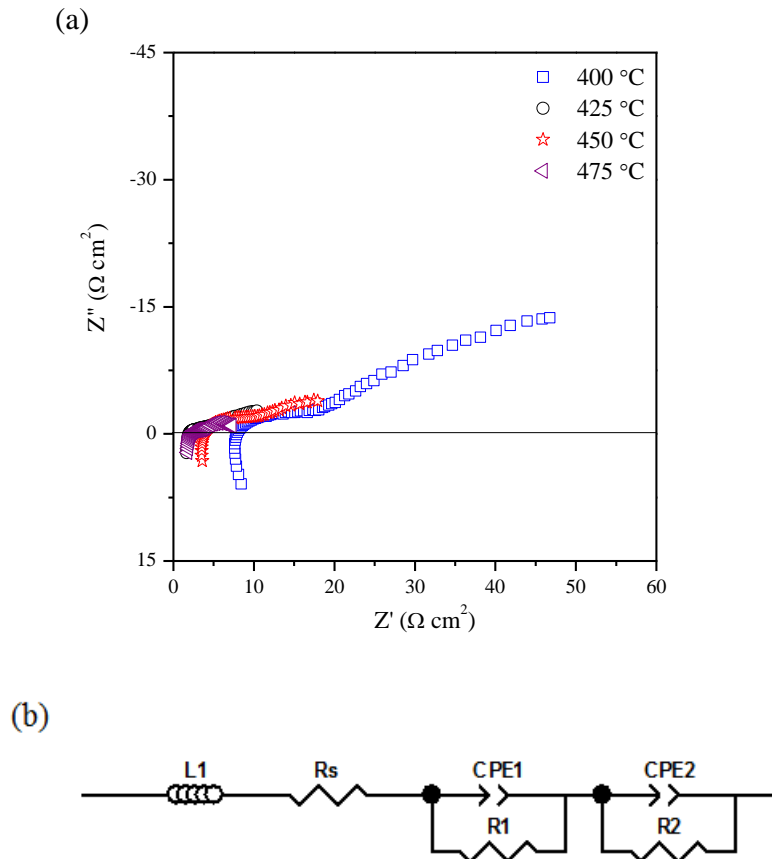 (a)
-45
-30
-15
0
15
0 10 20 30 40 50 60
Z'' (Ω cm²)
Z' (Ω cm²)
400 °C
425 °C
450 °C
475 °C
(b)
L1 Rs CPE1 CPE2
R1 R2